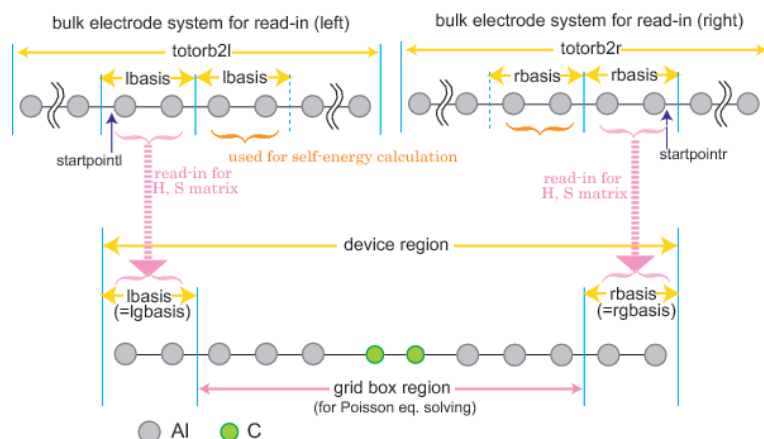 bulk electrode system for read-in (left)
totorb2l
lbasis
lbasis
startpointl
read-in for
H, S matrix
used for self-energy calculation
bulk electrode system for read-in (right)
totorb2r
rbasis
rbasis
startpointr
read-in for
H, S matrix
device region
lbasis
(=lgbasis)
rbasis
(=rgbasis)
grid box region
(for Poisson eq. solving)
Al
C